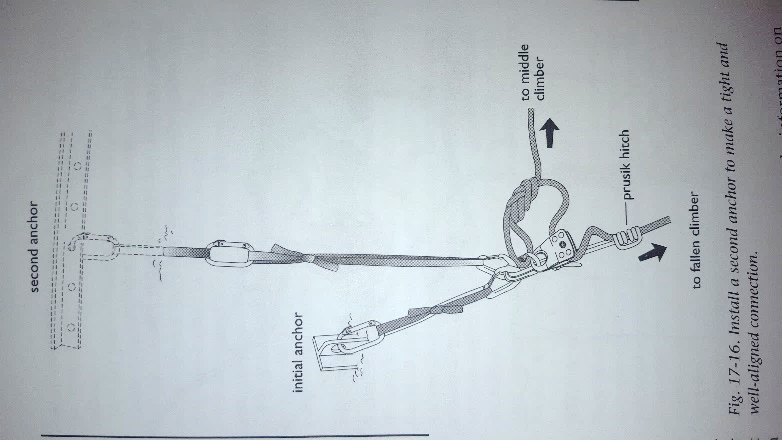 second anchor
initial anchor
to middle
climber
prusik hitch
to fallen climber
Fig. 17-16. Install a second anchor to make a tight and
well-aligned connection.